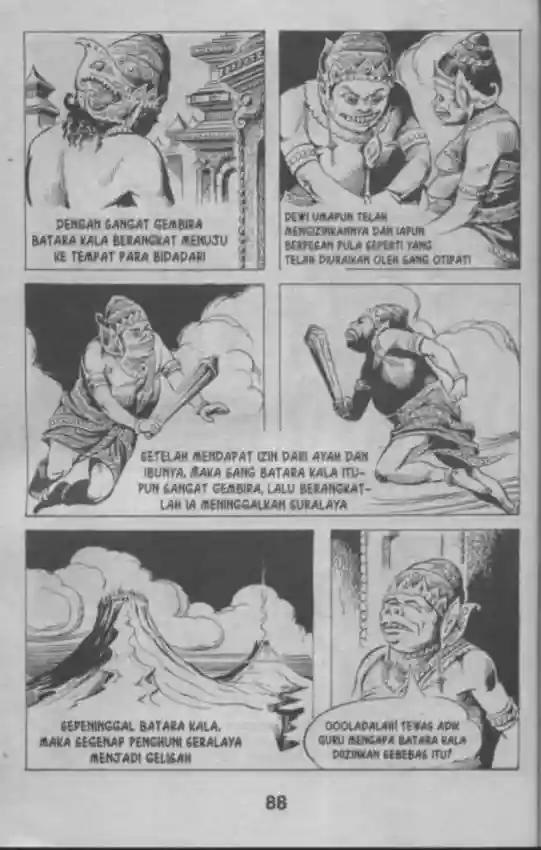 DENGAN SANGAT GEMBIRA
BATARA KALA BERANGKAT MENUJU
KE TEMPAT PARA BIDADARI
DEWI UMAPUN TELAH
MENGIZINKANNYA DAN IAPUN
BERPESAN PULA SEPERTI YANG
TELAH DIURAIKAN OLEH SANG OTIPATI
SETELAH MENDAPAT IZIN DARI AYAH DAN
IBUNYA, MAKA SANG BATARA KALA ITU-
PUN SANGAT GEMBIRA, LALU BERANGKAT-
LAH IA MENINGGALKAN SURALAYA
SEPENINGGAL BATARA KALA,
MAKA SEGENAP PENGHUNI SERALAYA
MENJADI GELISAH
OOOLADALAH! TEWAS ADIK
GURU MENGAPA BATARA KALA
DIIZINKAN SEBEBAS ITU?
88